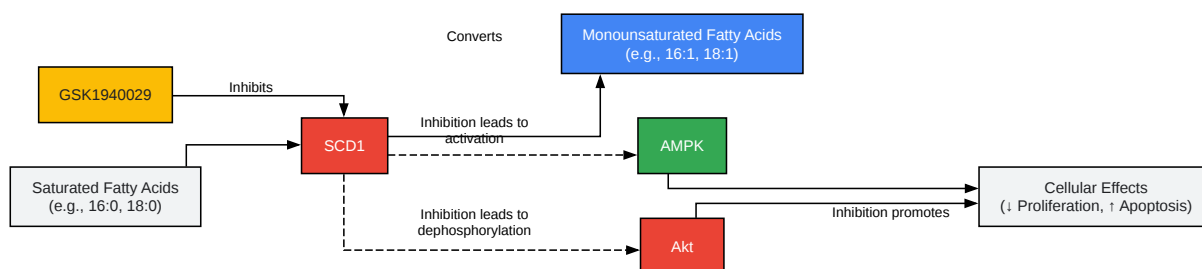 Converts
Monounsaturated Fatty Acids
(e.g., 16:1, 18:1)
GSK1940029
Inhibits
SCD1
Inhibition leads to
activation
AMPK
Saturated Fatty Acids
(e.g., 16:0, 18:0)
Cellular Effects
(↓ Proliferation, ↑ Apoptosis)
Inhibition leads to
dephosphorylation
Inhibition promotes
Akt